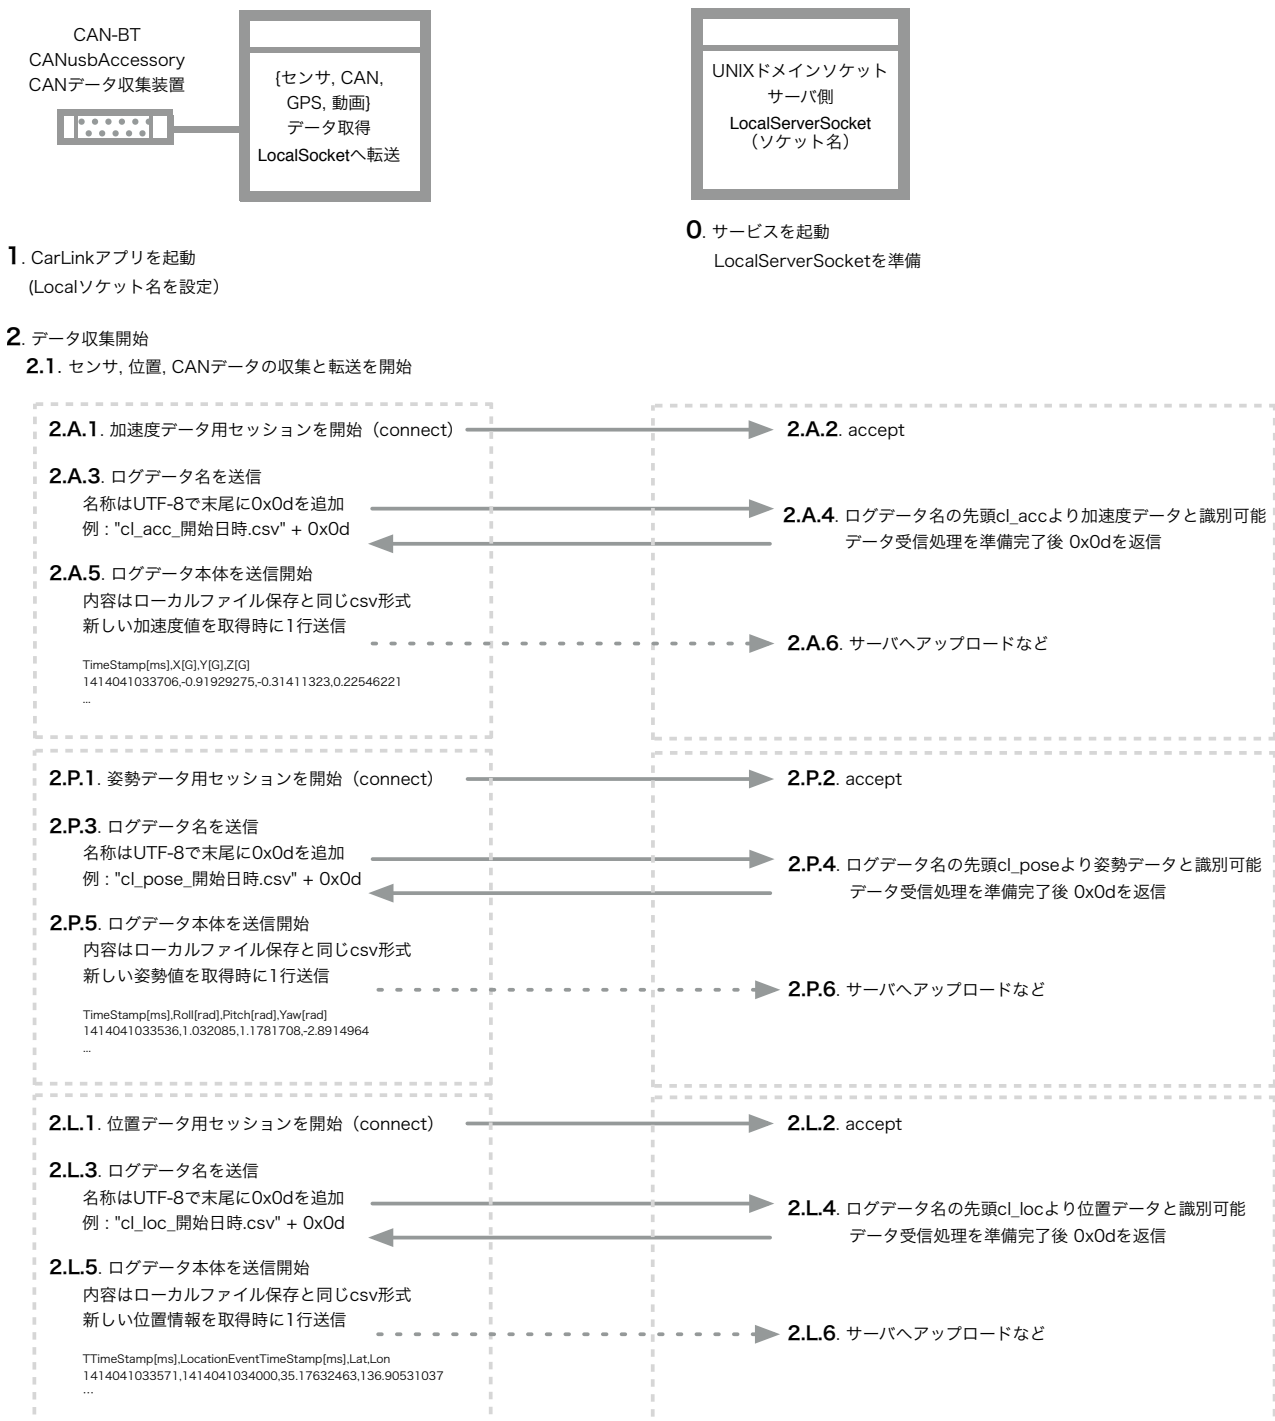 CAN-BT
CANusbAccessory
CANデータ収集装置
{センサ, CAN,
GPS, 動画}
データ取得
LocalSocketへ転送
UNIXドメインソケット
サーバ側
LocalServerSocket
（ソケット名）
0. サービスを起動
LocalServerSocketを準備
1. CarLinkアプリを起動
(Localソケット名を設定）
2. データ収集開始
2.1. センサ, 位置, CANデータの収集と転送を開始
2.A.1. 加速度データ用セッションを開始（connect）
2.A.2. accept
2.A.3. ログデータ名を送信
名称はUTF-8で末尾に0x0dを追加
例 : "cl_acc_開始日時.csv" + 0x0d
2.A.4. ログデータ名の先頭cl_accより加速度データと識別可能
データ受信処理を準備完了後 0x0dを返信
2.A.5. ログデータ本体を送信開始
内容はローカルファイル保存と同じcsv形式
新しい加速度値を取得時に1行送信
2.A.6. サーバへアップロードなど
TimeStamp[ms],X[G],Y[G],Z[G]
1414041033706,-0.91929275,-0.31411323,0.22546221
...
2.P.1. 姿勢データ用セッションを開始（connect）
2.P.2. accept
2.P.3. ログデータ名を送信
名称はUTF-8で末尾に0x0dを追加
例 : "cl_pose_開始日時.csv" + 0x0d
2.P.4. ログデータ名の先頭cl_poseより姿勢データと識別可能
データ受信処理を準備完了後 0x0dを返信
2.P.5. ログデータ本体を送信開始
内容はローカルファイル保存と同じcsv形式
新しい姿勢値を取得時に1行送信
2.P.6. サーバへアップロードなど
TimeStamp[ms],Roll[rad],Pitch[rad],Yaw[rad]
1414041033536,1.032085,1.1781708,-2.8914964
...
2.L.1. 位置データ用セッションを開始（connect）
2.L.2. accept
2.L.3. ログデータ名を送信
名称はUTF-8で末尾に0x0dを追加
例 : "cl_loc_開始日時.csv" + 0x0d
2.L.4. ログデータ名の先頭cl_locより位置データと識別可能
データ受信処理を準備完了後 0x0dを返信
2.L.5. ログデータ本体を送信開始
内容はローカルファイル保存と同じcsv形式
新しい位置情報を取得時に1行送信
2.L.6. サーバへアップロードなど
TTimeStamp[ms],LocationEventTimeStamp[ms],Lat,Lon
1414041033571,1414041034000,35.17632463,136.90531037
…